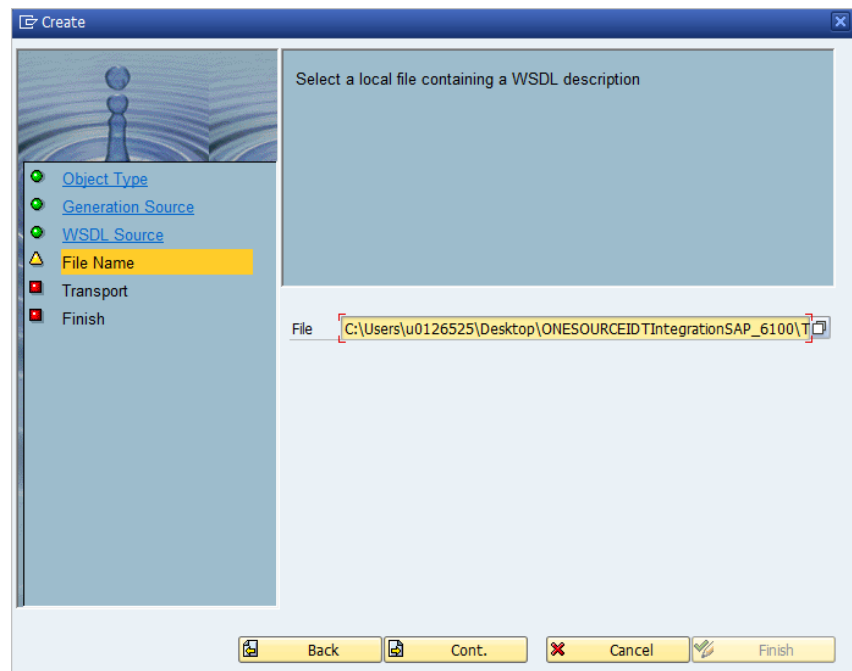 Create
Select a local file containing a WSDL description
Object Type
Generation Source
WSDL Source
File Name
Transport
Finish
File C:\Users\u0126525\Desktop\ONESOURCEIDTIntegrationSAP_6100\T
Back Cont. Cancel Finish